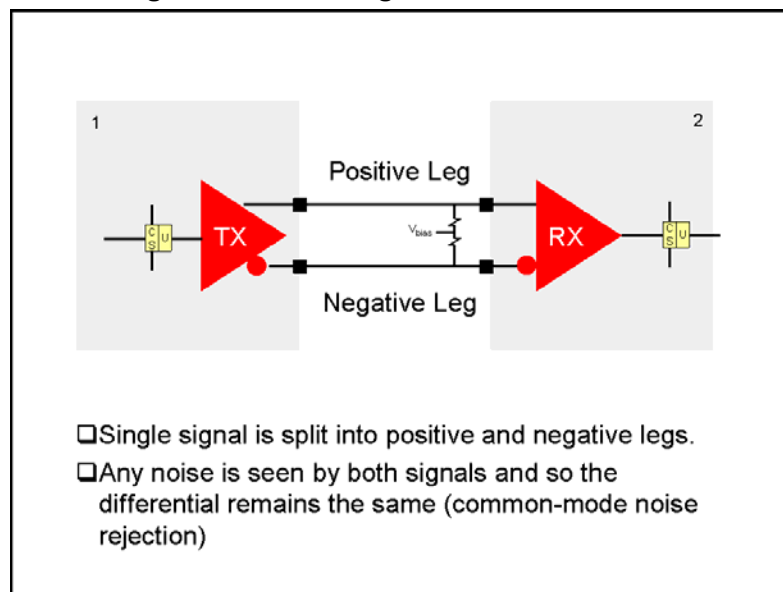 1
2
Positive Leg
C
S
U
TX
Vbias
RX
C
S
U
Negative Leg
❑Single signal is split into positive and negative legs.
❑Any noise is seen by both signals and so the
differential remains the same (common-mode noise
rejection)